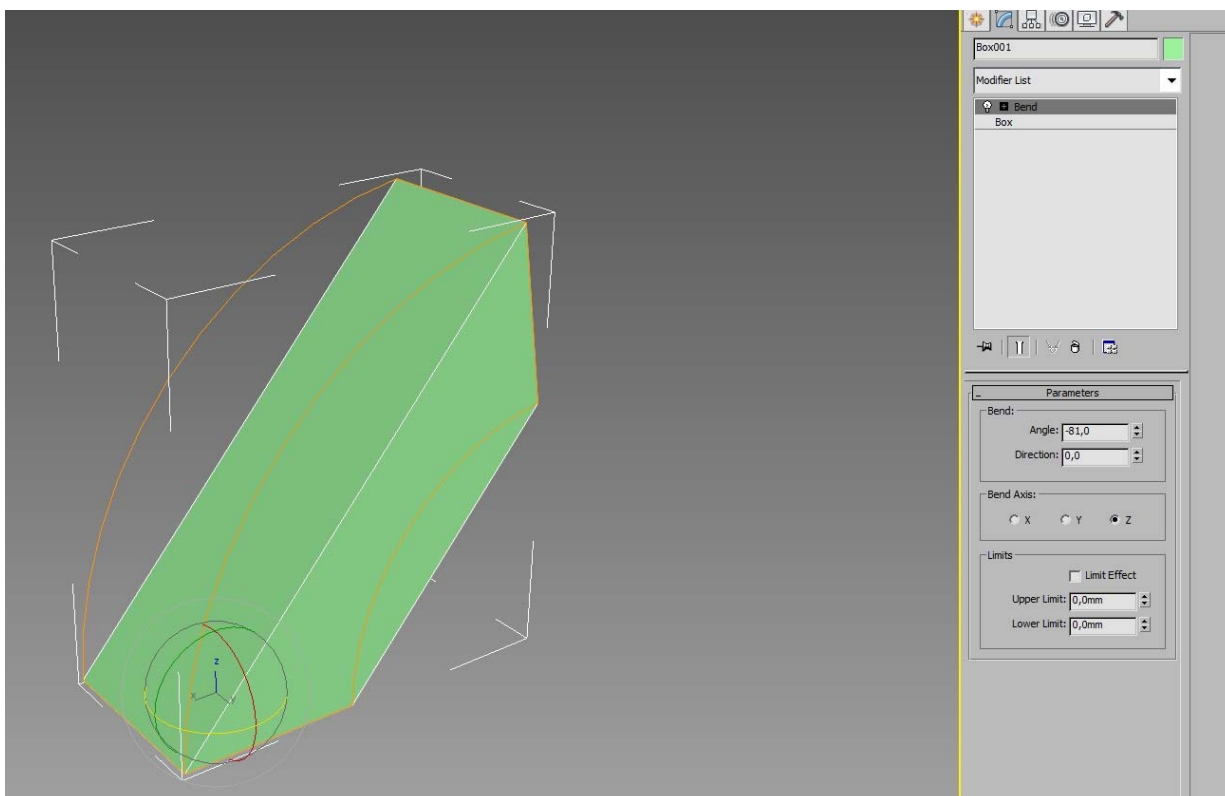 Box001
Modifier List
Bend
Box
Parameters
Bend:
Angle: -81,0
Direction: 0,0
Bend Axis:
X Y Z
Limits
Limit Effect
Upper Limit: 0,0mm
Lower Limit: 0,0mm
z
x y